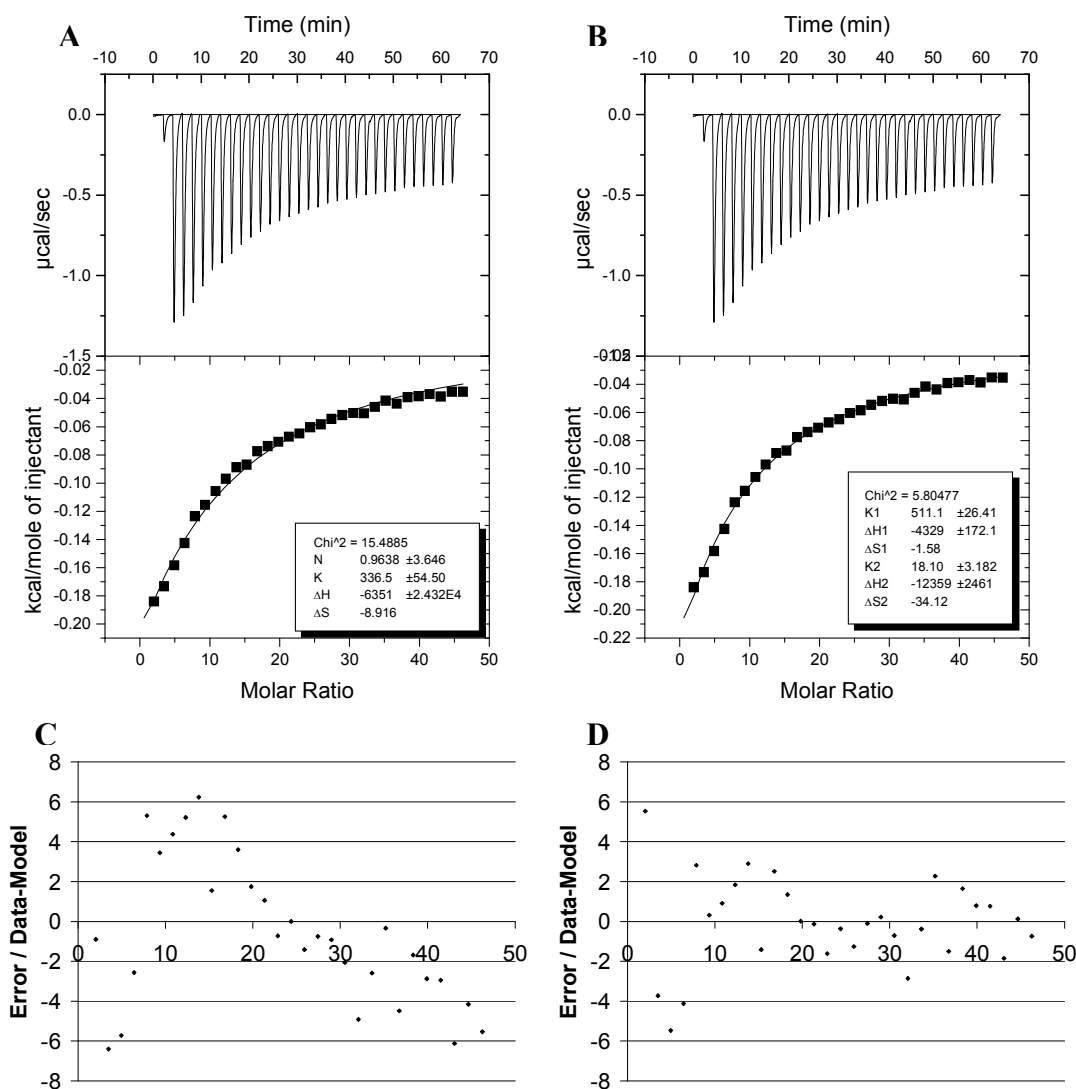 A
Time (min)
-10 0 10 20 30 40 50 60 70
0.0
-0.5
-1.0
-1.5
µcal/sec
-0.02
-0.04
-0.06
-0.08
-0.10
-0.12
-0.14
-0.16
-0.18
-0.20
kcal/mole of injectant
Chi^2 = 15.4885
N 0.9638 ±3.646
K 336.5 ±54.50
ΔH -6351 ±2.432E4
ΔS -8.916
0 10 20 30 40 50
Molar Ratio
B
Time (min)
-10 0 10 20 30 40 50 60 70
0.0
-0.5
-1.0
µcal/sec
-0.04
-0.06
-0.08
-0.10
-0.12
-0.14
-0.16
-0.18
-0.20
-0.22
kcal/mole of injectant
Chi^2 = 5.80477
K1 511.1 ±26.41
ΔH1 -4329 ±172.1
ΔS1 -1.58
K2 18.10 ±3.182
ΔH2 -12359 ±2461
ΔS2 -34.12
0 10 20 30 40 50
Molar Ratio
C
8
6
4
2
0
-2
-4
-6
-8
Error / Data-Model
0 10 20 30 40 50
D
8
6
4
2
0
-2
-4
-6
-8
Error / Data-Model
0 10 20 30 40 50